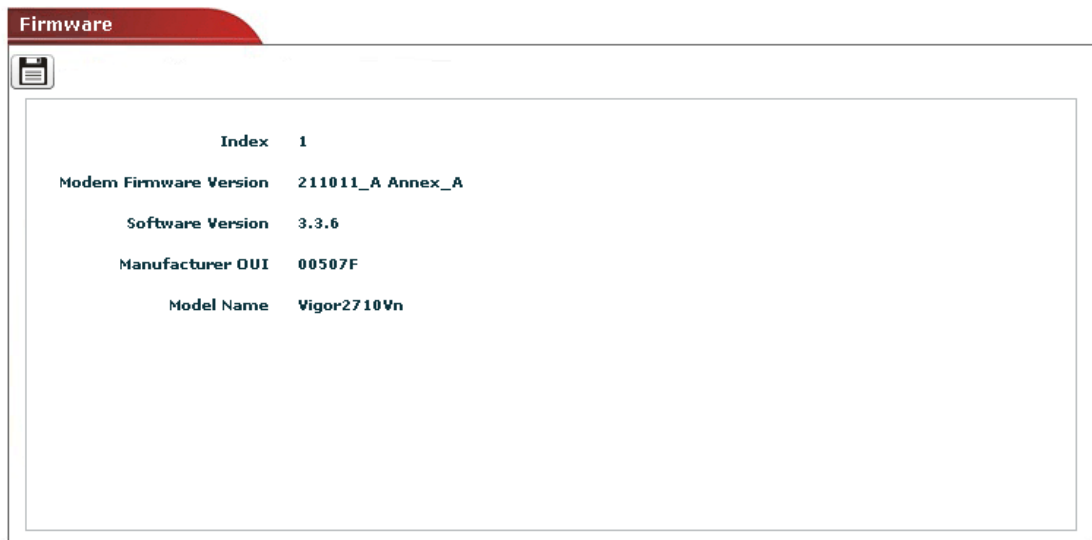 Firmware
Index 1
Modem Firmware Version 211011_A Annex_A
Software Version 3.3.6
Manufacturer OUI 00507F
Model Name Vigor2710Vn